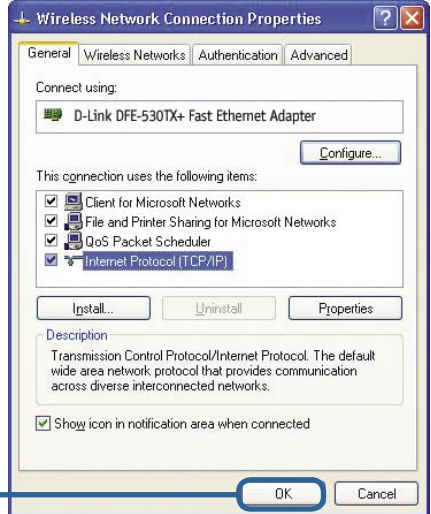 Wireless Network Connection Properties
General Wireless Networks Authentication Advanced
Connect using:
D-Link DFE-530TX+ Fast Ethernet Adapter
Configure...
This connection uses the following items:
Client for Microsoft Networks
File and Printer Sharing for Microsoft Networks
QoS Packet Scheduler
Internet Protocol (TCP/IP)
Install... Uninstall Properties
Description
Transmission Control Protocol/Internet Protocol. The default
wide area network protocol that provides communication
across diverse interconnected networks.
Show icon in notification area when connected
OK Cancel